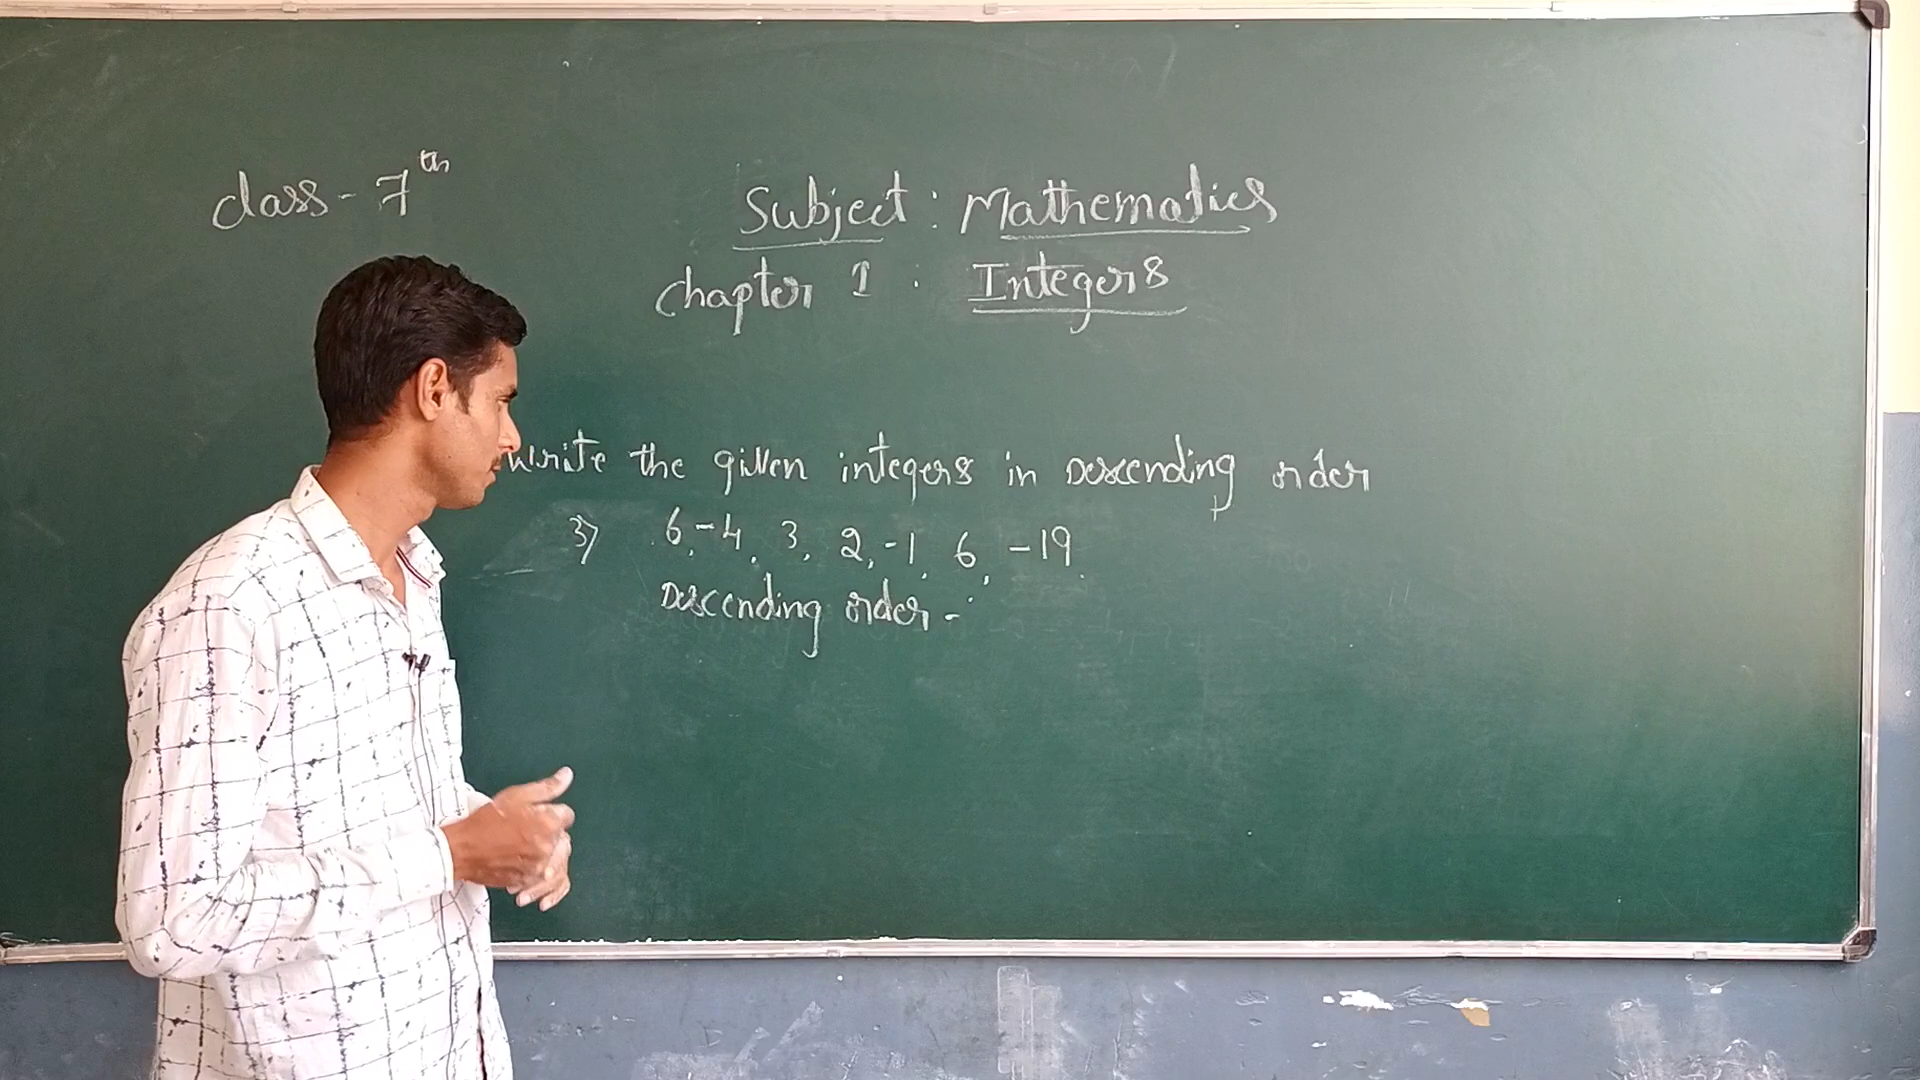 class - 7th
Subject : Mathematics
Chapter 1 : Integers
Write the given integers in Descending order
3) 6, -4, 3, 2, -1, 6, -19.
Descending order -